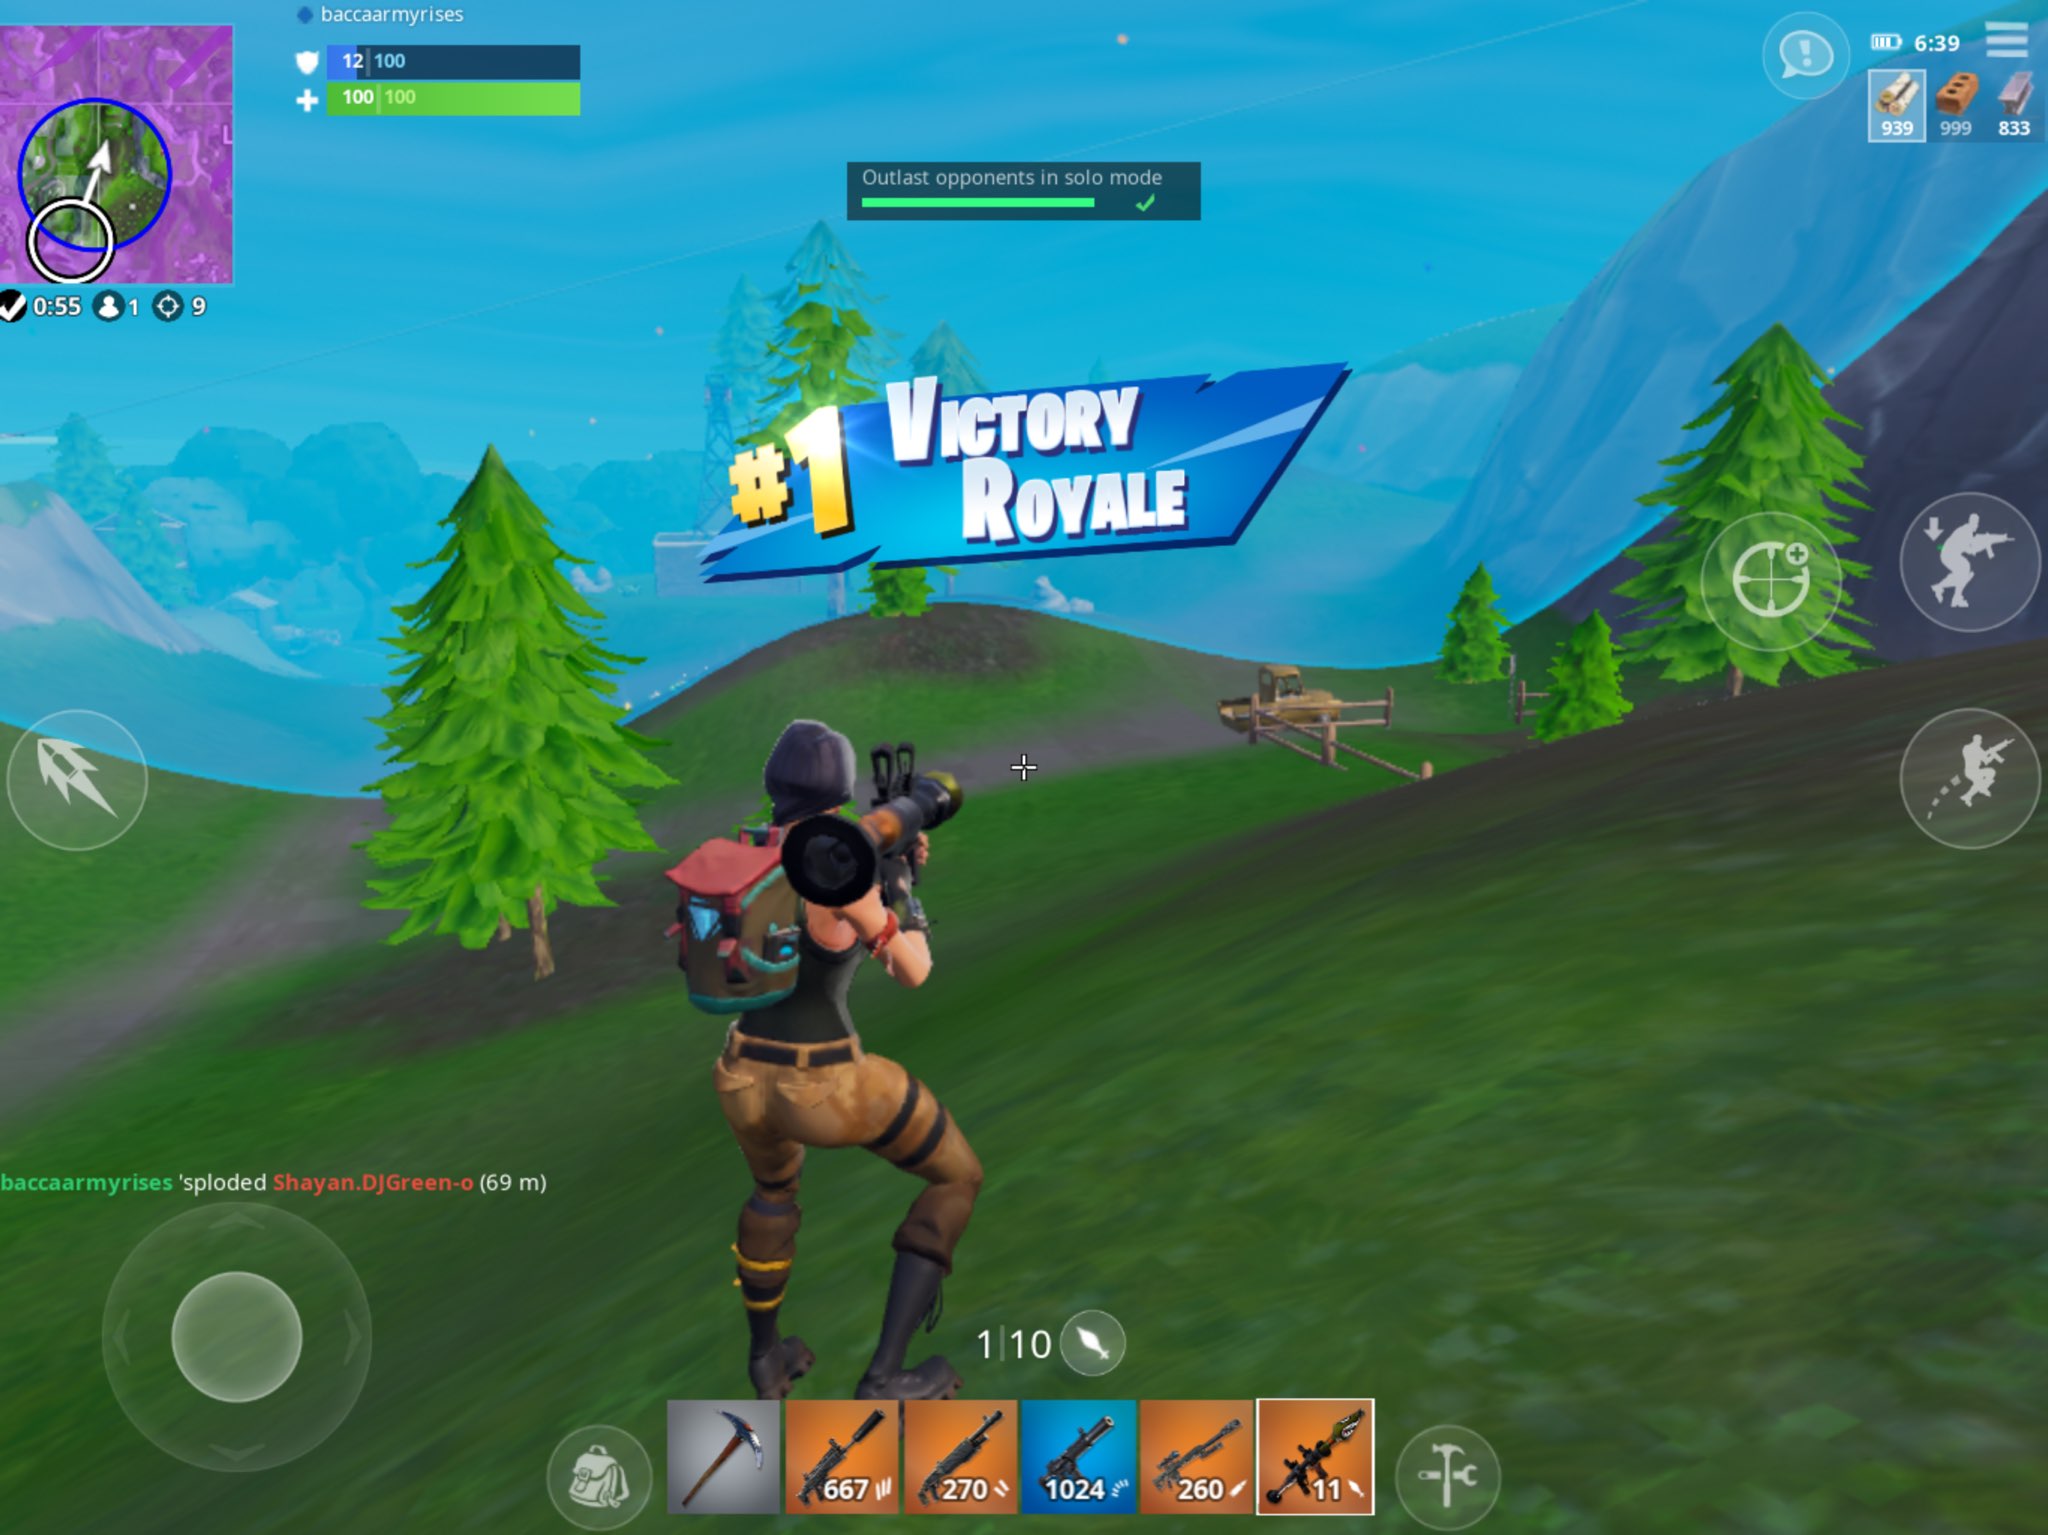 baccaarmyrises
12 100
100 100
6:39
939 999 833
Outlast opponents in solo mode
L
0:55 1 9
#1 VICTORY
ROYALE
baccaarmyrises 'sploded Shayan.DJGreen-o (69 m)
1 10
667 270 1024 260 11